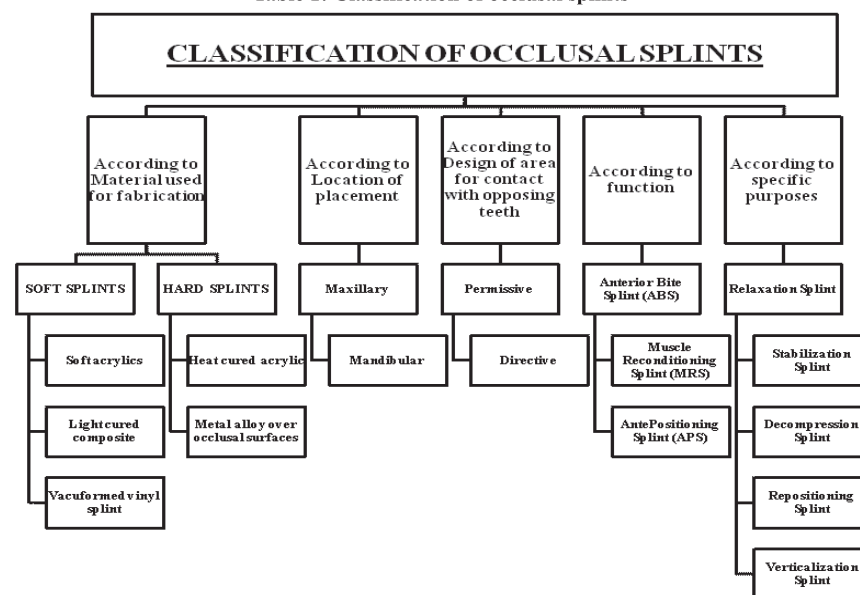 CLASSIFICATION OF OCCLUSAL SPLINTS
According to
Material used
for fabrication
According to
Location of
placement
According to
Design of area
for contact
with opposing
teeth
According to
function
According to
specific
purposes
SOFT SPLINTS
HARD SPLINTS
Maxillary
Permissive
Anterior Bite
Splint (ABS)
Relaxation Splint
Soft acrylics
Heat cured acrylic
Mandibular
Directive
Muscle
Reconditioning
Splint (MRS)
Stabilization
Splint
Light cured
composite
Metal alloy over
occlusal surfaces
AntePositioning
Splint (APS)
Decompression
Splint
Vacuformed vinyl
splint
Repositioning
Splint
Verticalization
Splint